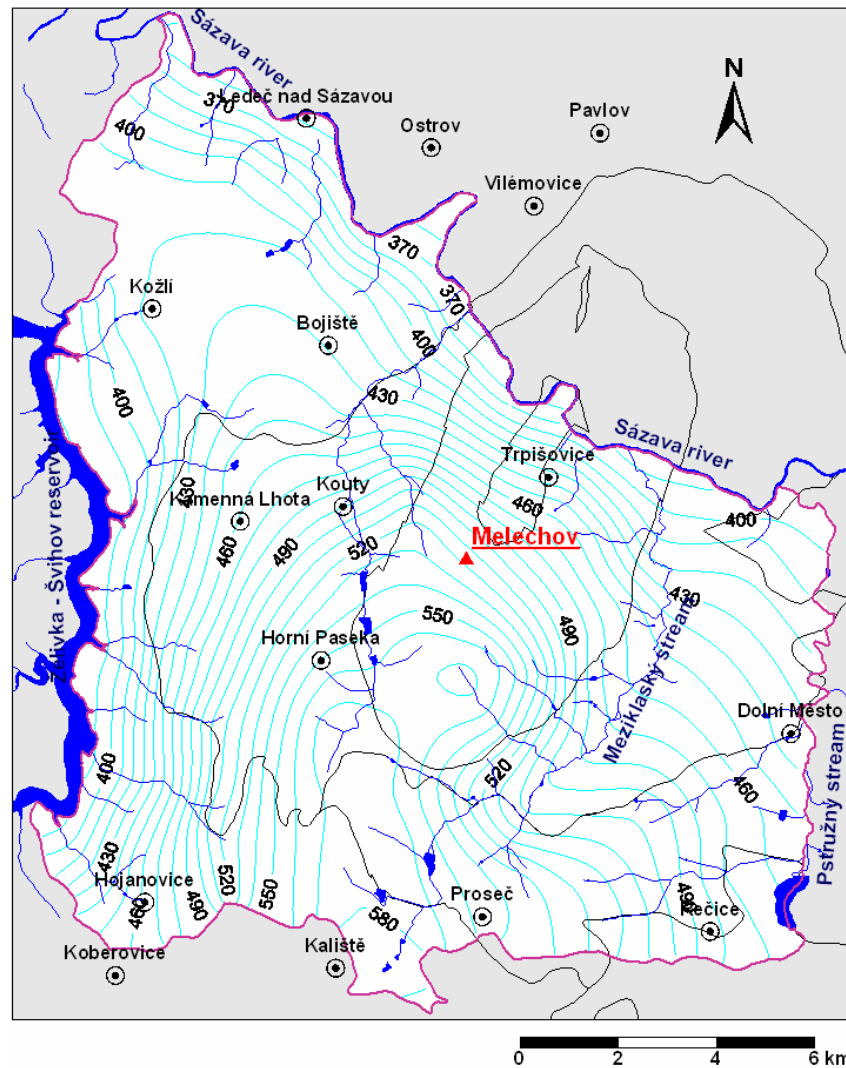 Sázava river
370
Ledeč nad Sázavou
400
Ostrov
Pavlov
N
Vilémovice
370
Kožlí
370
Bojiště
400
400
430
Sázava river
Želivka - Švihov reservoir
430
Trpišovice
Kouty
460
Kamenná Lhota
460
490
520
Melechov
400
430
550
490
Horní Paseka
Meziklaský stream
Dolní Město
400
520
460
Pstružný stream
430
Hojanovice
460
490
520
550
580
Proseč
490
Řečice
Koberovice
Kaliště
0 2 4 6 km